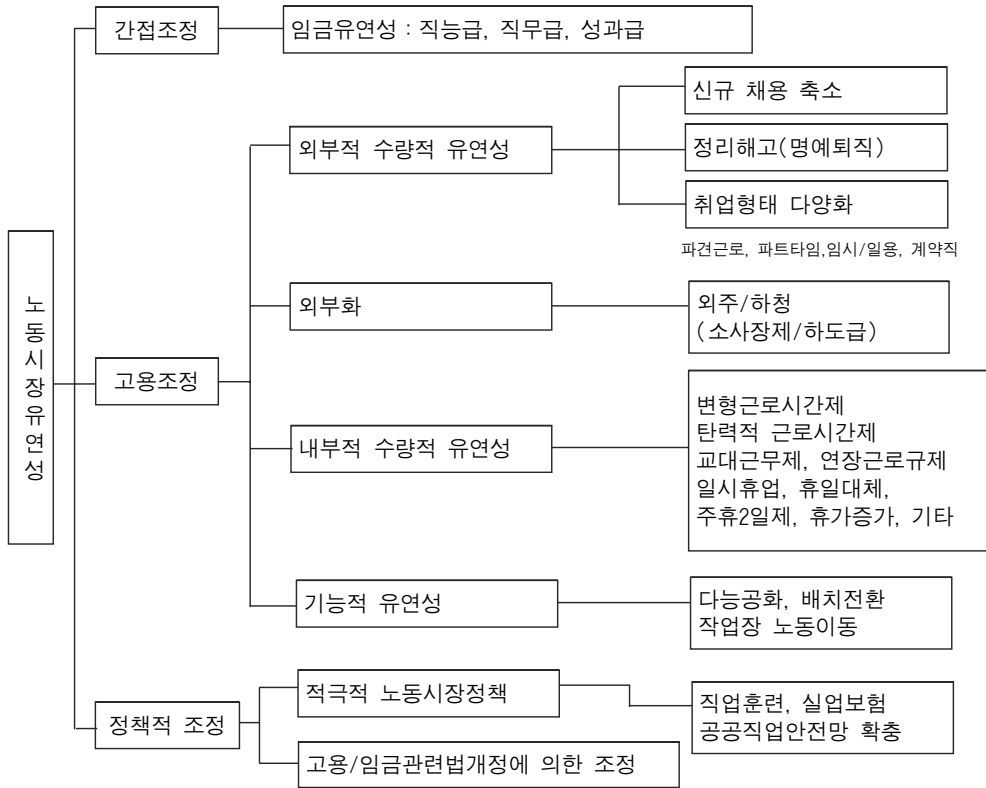 간접조정
임금유연성 : 직능급, 직무급, 성과급
신규 채용 축소
외부적 수량적 유연성
정리해고(명예퇴직)
취업형태 다양화
파견근로, 파트타임,임시/일용, 계약직
노동시장유연성
외부화
외주/하청
(소사장제/하도급)
고용조정
내부적 수량적 유연성
변형근로시간제
탄력적 근로시간제
교대근무제, 연장근로규제
일시휴업, 휴일대체,
주휴2일제, 휴가증가, 기타
기능적 유연성
다능공화, 배치전환
작업장 노동이동
정책적 조정
적극적 노동시장정책
직업훈련, 실업보험
공공직업안전망 확충
고용/임금관련법개정에 의한 조정